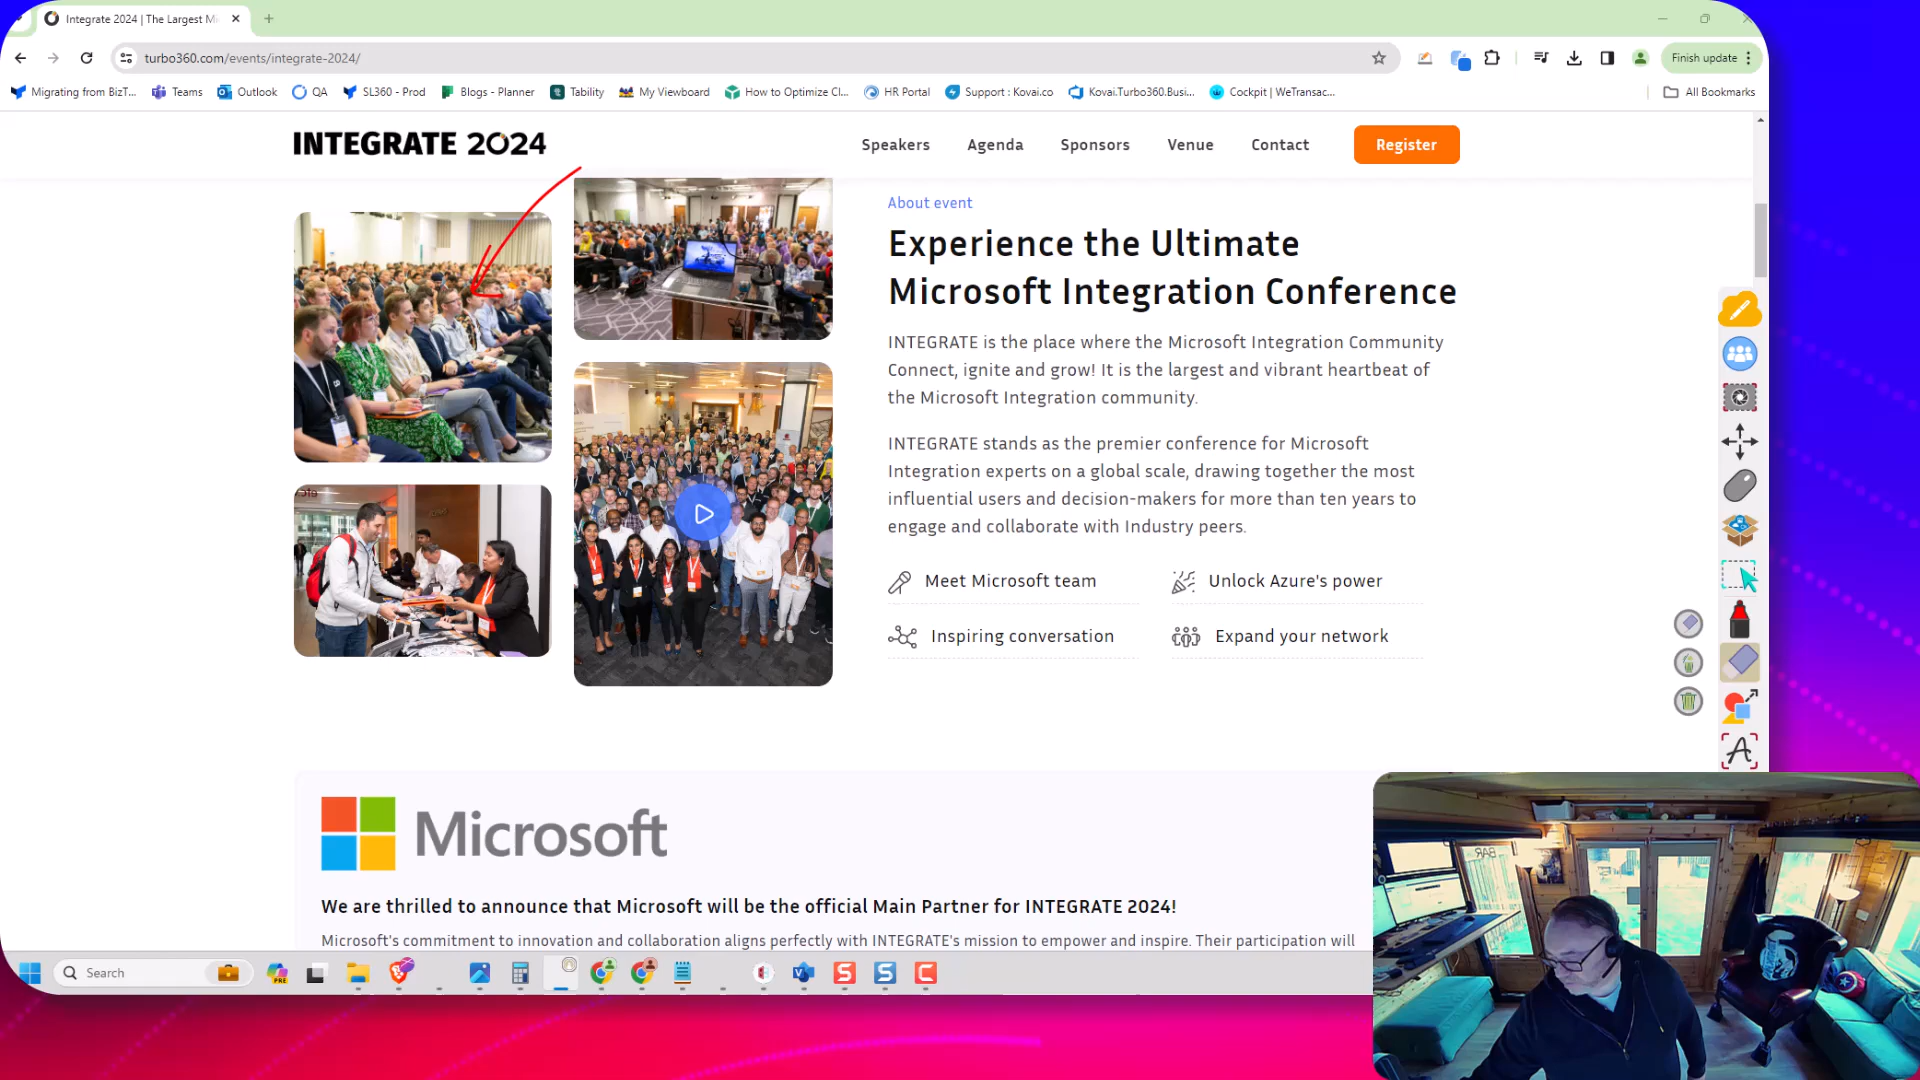 Integrate 2024 | The Largest Mi
turbo360.com/events/integrate-2024/
Finish update
Migrating from BizT...
Teams
Outlook
QA
SL360 - Prod
Blogs - Planner
Tability
My Viewboard
How to Optimize Cl...
HR Portal
Support : Kovai.co
Kovai.Turbo360.Busi...
Cockpit | WeTransac...
All Bookmarks
INTEGRATE 2024
Speakers
Agenda
Sponsors
Venue
Contact
Register
About event
Experience the Ultimate
Microsoft Integration Conference
INTEGRATE is the place where the Microsoft Integration Community
Connect, ignite and grow! It is the largest and vibrant heartbeat of
the Microsoft Integration community.
INTEGRATE stands as the premier conference for Microsoft
Integration experts on a global scale, drawing together the most
influential users and decision-makers for more than ten years to
engage and collaborate with Industry peers.
Meet Microsoft team
Unlock Azure's power
Inspiring conversation
Expand your network
Microsoft
We are thrilled to announce that Microsoft will be the official Main Partner for INTEGRATE 2024!
Microsoft's commitment to innovation and collaboration aligns perfectly with INTEGRATE's mission to empower and inspire. Their participation will
Search
PRE
BAR